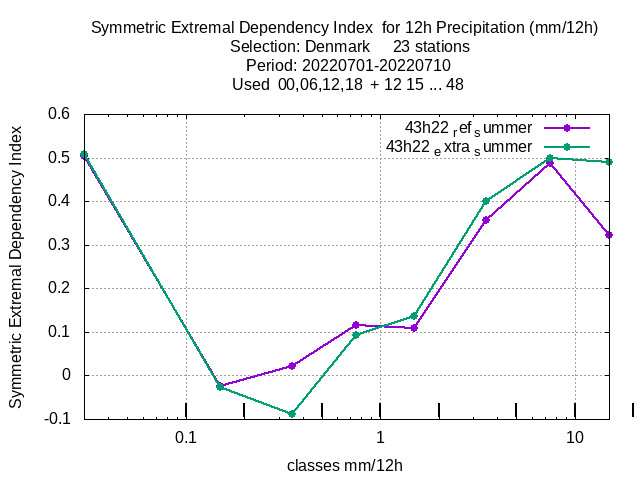 Symmetric Extremal Dependency Index  for 12h Precipitation (mm/12h)
Selection: Denmark     23 stations
Period: 20220701-20220710
Used  00,06,12,18  + 12 15 ... 48
Symmetric Extremal Dependency Index
0.6
0.5
0.4
0.3
0.2
0.1
0
-0.1
43h22 ref summer
43h22 extra summer
0.1
1
10
classes mm/12h